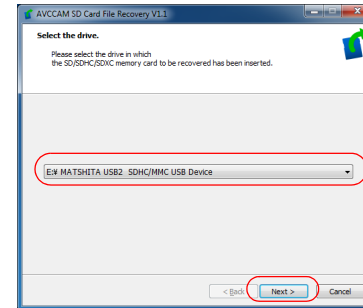 AVCCAM SD Card File Recovery V1.1
Select the drive.
Please select the drive in which
the SD/SDHC/SDXC memory card to be recovered has been inserted.
E:¥ MATSHITA USB2 SDHC/MMC USB Device
< Back
Next >
Cancel